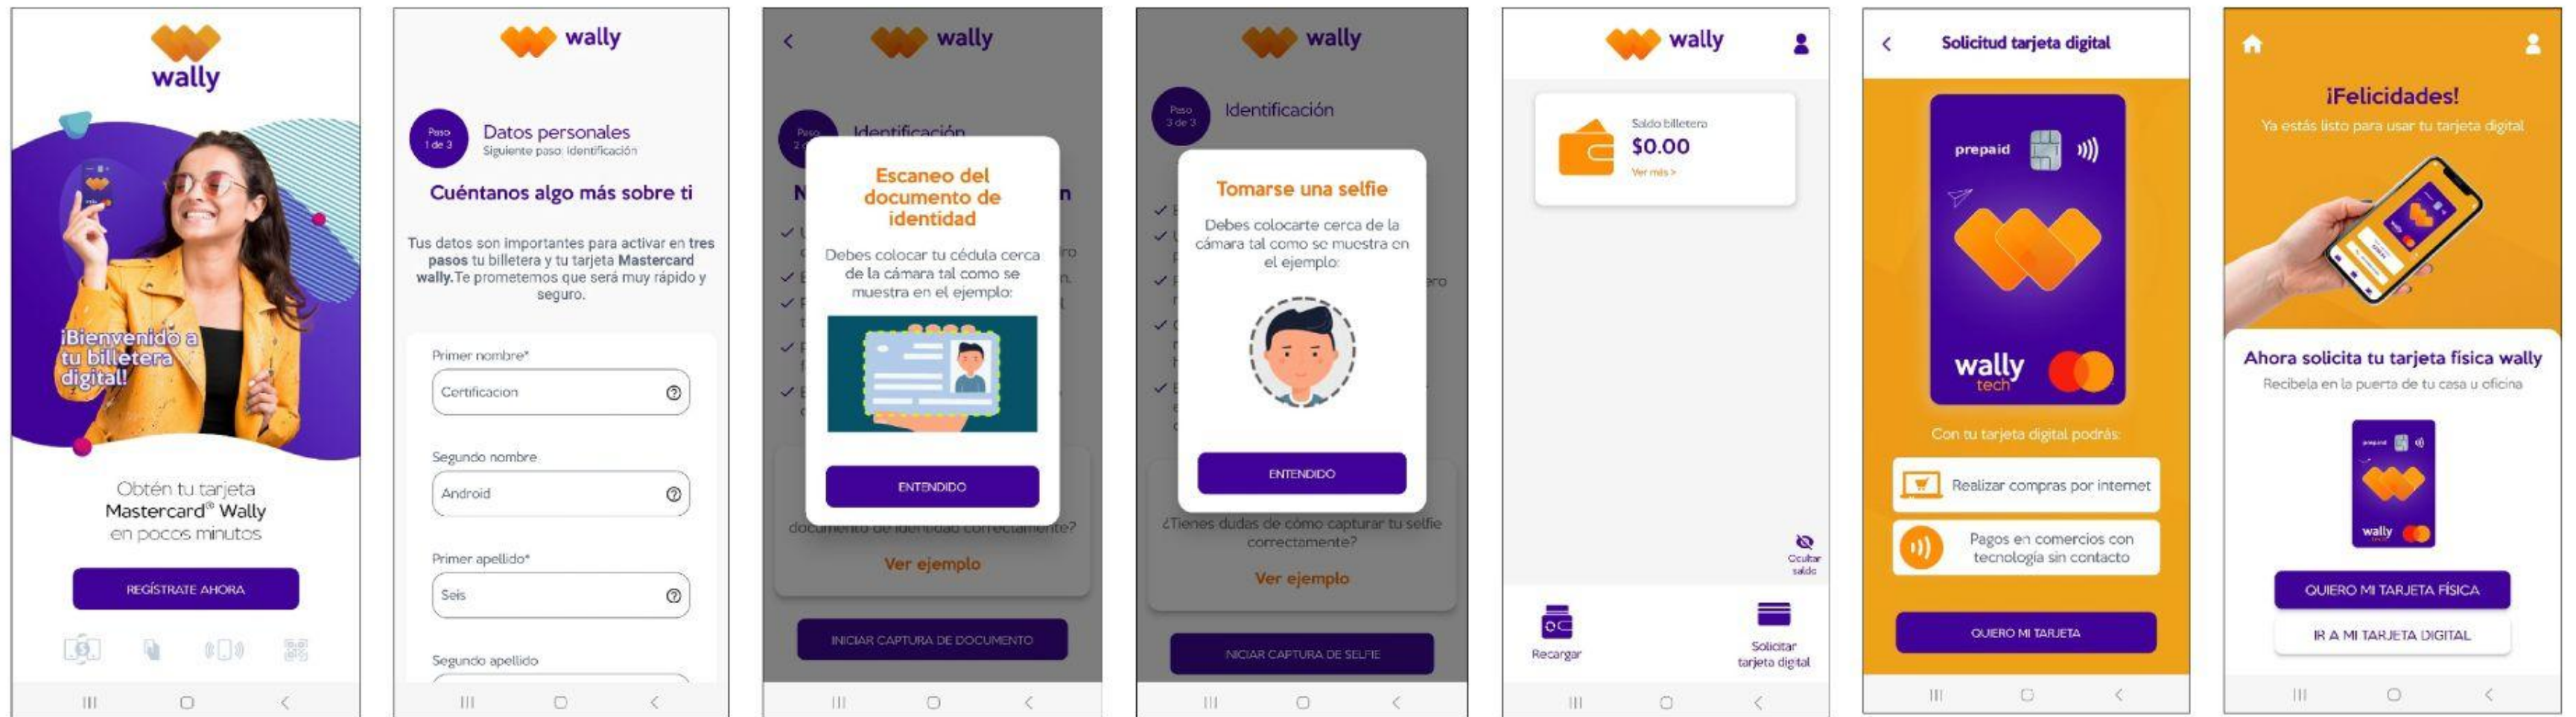 wally
¡Bienvenido a
tu billetera
digital!
Obtén tu tarjeta
Mastercard® Wally
en pocos minutos
REGÍSTRATE AHORA
wally
Paso
1 de 3
Datos personales
Siguiente paso: Identificación
Cuéntanos algo más sobre ti
Tus datos son importantes para activar en tres
pasos tu billetera y tu tarjeta Mastercard
wally. Te prometemos que será muy rápido y
seguro.
Primer nombre*
Certificacion
Segundo nombre
Android
Primer apellido*
Seis
Segundo apellido
wally
Paso
Identificación
Escaneo del
documento de
identidad
Debes colocar tu cédula cerca
de la cámara tal como se
muestra en el ejemplo:
ENTENDIDO
documento de identidad correctamente?
Ver ejemplo
INICIAR CAPTURA DE DOCUMENTO
wally
Paso
3 de 3
Identificación
Tomarse una selfie
Debes colocarte cerca de la
cámara tal como se muestra en
el ejemplo:
ENTENDIDO
¿Tienes dudas de cómo capturar tu selfie
correctamente?
Ver ejemplo
INICIAR CAPTURA DE SELFIE
wally
Saldo billetera
$0.00
Ver más >
Ocultar
saldo
Recargar
Solicitar
tarjeta digital
Solicitud tarjeta digital
prepaid
wally
tech
Con tu tarjeta digital podrás:
Realizar compras por internet
Pagos en comercios con
tecnología sin contacto
QUIERO MI TARJETA
¡Felicidades!
Ya estás listo para usar tu tarjeta digital
Ahora solicita tu tarjeta física wally
Recíbela en la puerta de tu casa u oficina
prepaid
wally
tech
QUIERO MI TARJETA FÍSICA
IR A MI TARJETA DIGITAL